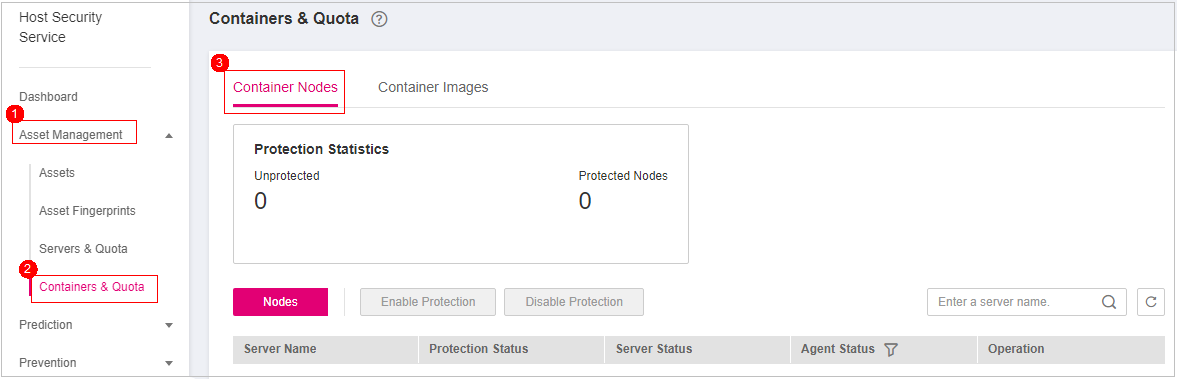 Host Security
Service
Dashboard
1
Asset Management
Assets
Asset Fingerprints
Servers & Quota
2
Containers & Quota
Prediction
Prevention
Containers & Quota ?
3
Container Nodes Container Images
Protection Statistics
Unprotected Protected Nodes
0 0
Nodes Enable Protection Disable Protection Enter a server name.
Server Name Protection Status Server Status Agent Status Operation